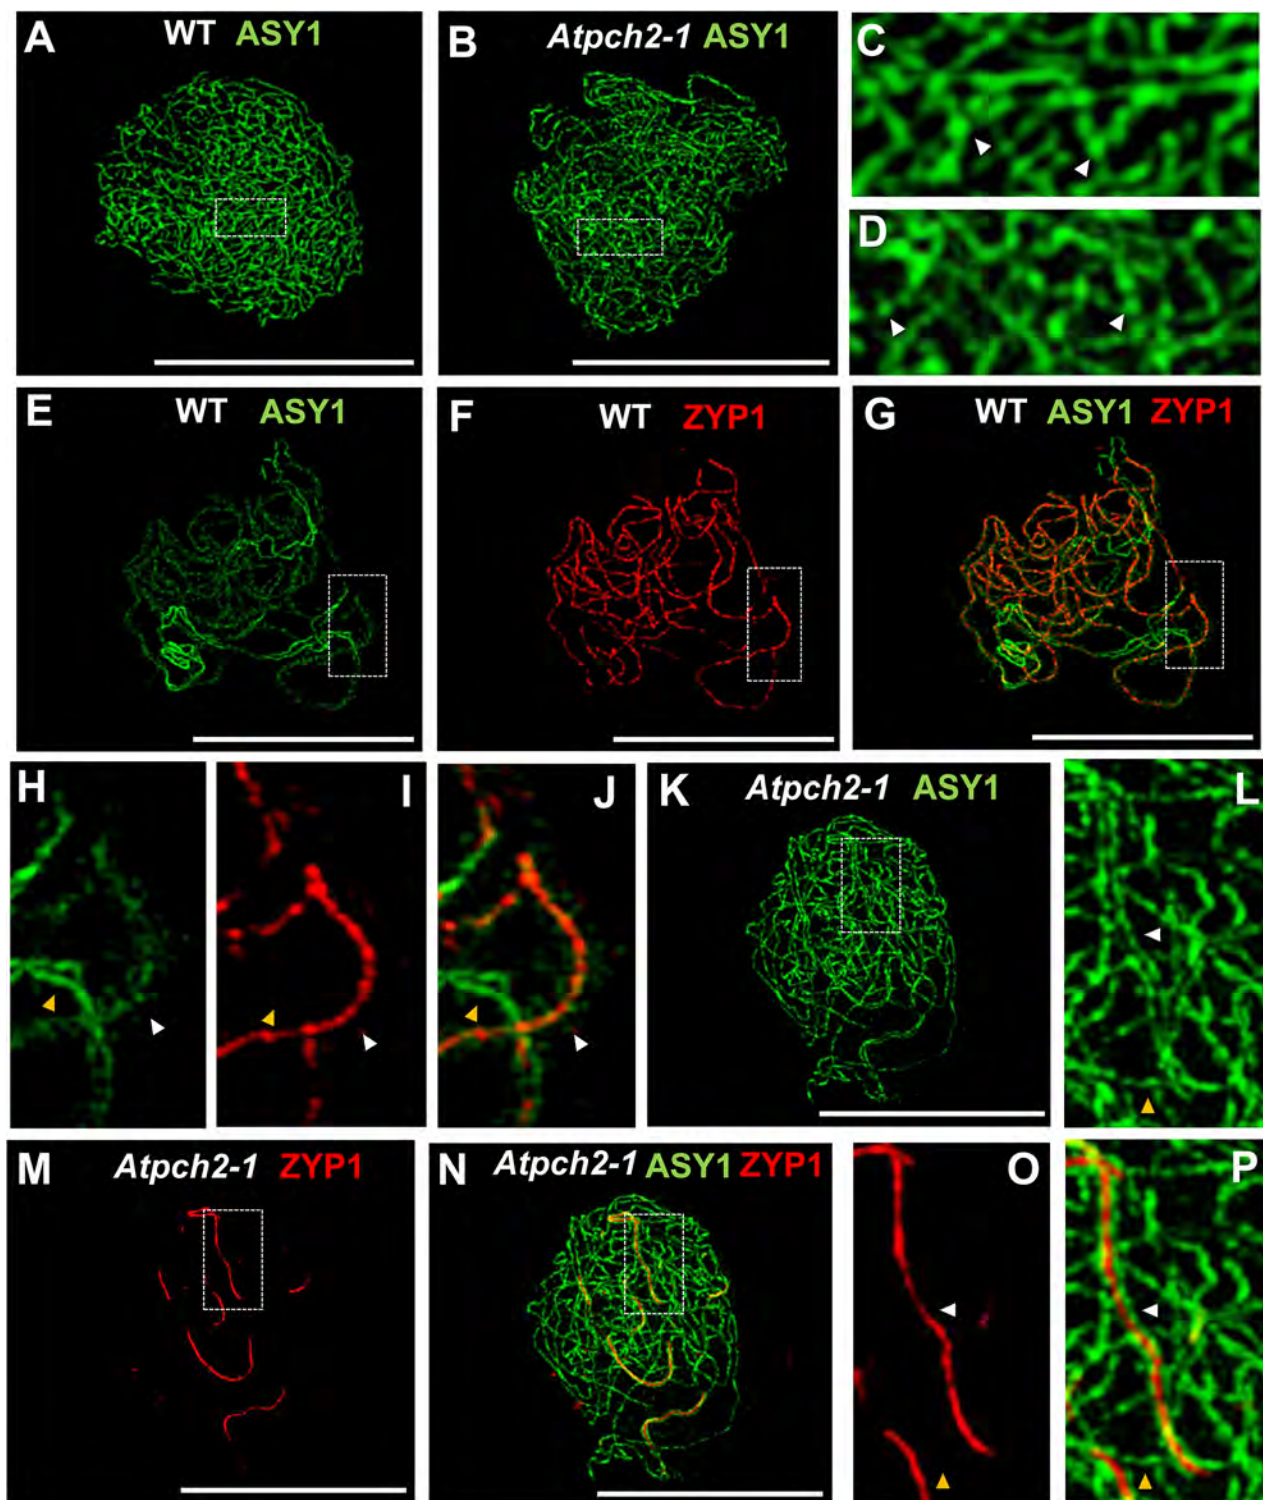 A WT ASY1
B Atpch2-1 ASY1
C
D
E WT ASY1
F WT ZYP1
G WT ASY1 ZYP1
H
I
J
K Atpch2-1 ASY1
L
M Atpch2-1 ZYP1
N Atpch2-1 ASY1 ZYP1
O
P